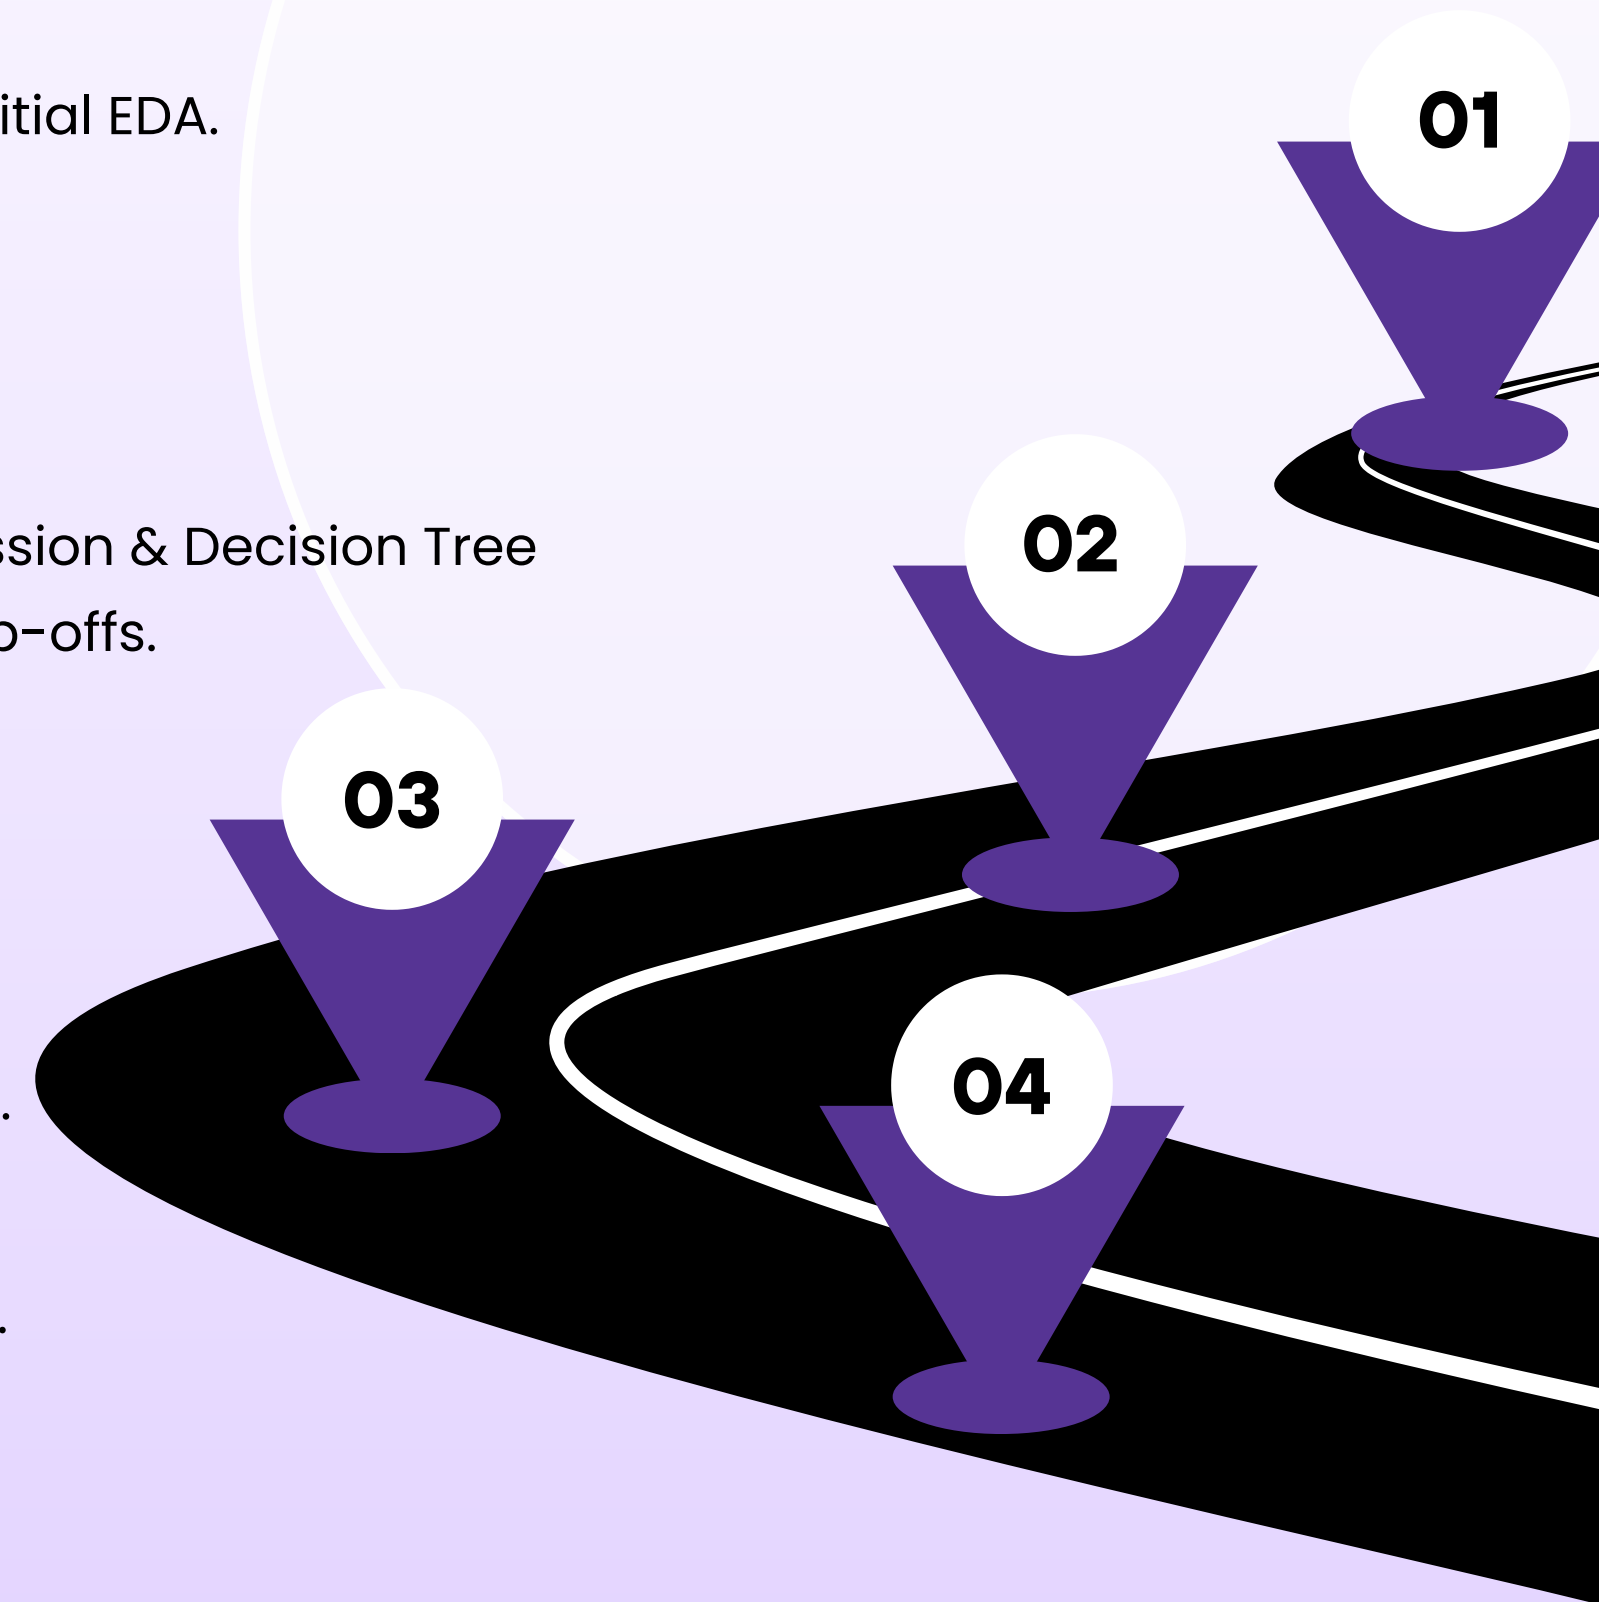 itial EDA.
01
ssion & Decision Tree
02
-offs.
03
.
04
.